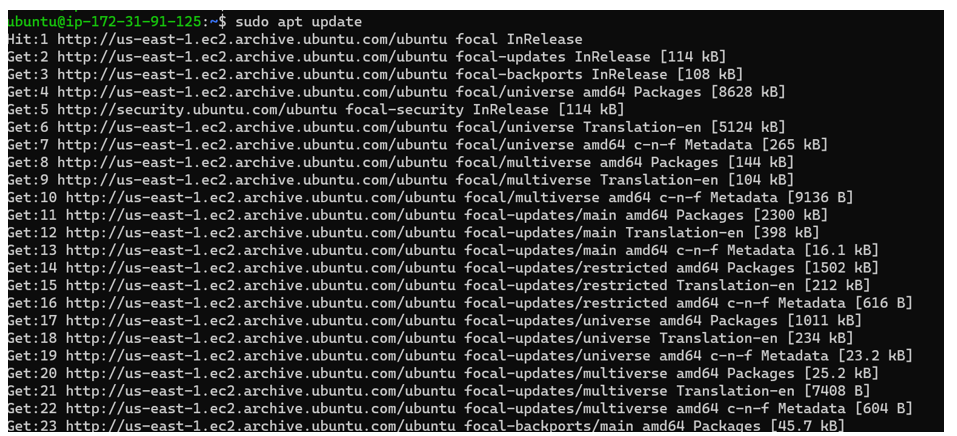 ubuntu@ip-172-31-91-125:~$ sudo apt update
Hit:1 http://us-east-1.ec2.archive.ubuntu.com/ubuntu focal InRelease
Get:2 http://us-east-1.ec2.archive.ubuntu.com/ubuntu focal-updates InRelease [114 kB]
Get:3 http://us-east-1.ec2.archive.ubuntu.com/ubuntu focal-backports InRelease [108 kB]
Get:4 http://us-east-1.ec2.archive.ubuntu.com/ubuntu focal/universe amd64 Packages [8628 kB]
Get:5 http://security.ubuntu.com/ubuntu focal-security InRelease [114 kB]
Get:6 http://us-east-1.ec2.archive.ubuntu.com/ubuntu focal/universe Translation-en [5124 kB]
Get:7 http://us-east-1.ec2.archive.ubuntu.com/ubuntu focal/universe amd64 c-n-f Metadata [265 kB]
Get:8 http://us-east-1.ec2.archive.ubuntu.com/ubuntu focal/multiverse amd64 Packages [144 kB]
Get:9 http://us-east-1.ec2.archive.ubuntu.com/ubuntu focal/multiverse Translation-en [104 kB]
Get:10 http://us-east-1.ec2.archive.ubuntu.com/ubuntu focal/multiverse amd64 c-n-f Metadata [9136 B]
Get:11 http://us-east-1.ec2.archive.ubuntu.com/ubuntu focal-updates/main amd64 Packages [2300 kB]
Get:12 http://us-east-1.ec2.archive.ubuntu.com/ubuntu focal-updates/main Translation-en [398 kB]
Get:13 http://us-east-1.ec2.archive.ubuntu.com/ubuntu focal-updates/main amd64 c-n-f Metadata [16.1 kB]
Get:14 http://us-east-1.ec2.archive.ubuntu.com/ubuntu focal-updates/restricted amd64 Packages [1502 kB]
Get:15 http://us-east-1.ec2.archive.ubuntu.com/ubuntu focal-updates/restricted Translation-en [212 kB]
Get:16 http://us-east-1.ec2.archive.ubuntu.com/ubuntu focal-updates/restricted amd64 c-n-f Metadata [616 B]
Get:17 http://us-east-1.ec2.archive.ubuntu.com/ubuntu focal-updates/universe amd64 Packages [1011 kB]
Get:18 http://us-east-1.ec2.archive.ubuntu.com/ubuntu focal-updates/universe Translation-en [234 kB]
Get:19 http://us-east-1.ec2.archive.ubuntu.com/ubuntu focal-updates/universe amd64 c-n-f Metadata [23.2 kB]
Get:20 http://us-east-1.ec2.archive.ubuntu.com/ubuntu focal-updates/multiverse amd64 Packages [25.2 kB]
Get:21 http://us-east-1.ec2.archive.ubuntu.com/ubuntu focal-updates/multiverse Translation-en [7408 B]
Get:22 http://us-east-1.ec2.archive.ubuntu.com/ubuntu focal-updates/multiverse amd64 c-n-f Metadata [604 B]
Get:23 http://us-east-1.ec2.archive.ubuntu.com/ubuntu focal-backports/main amd64 Packages [45.7 kB]